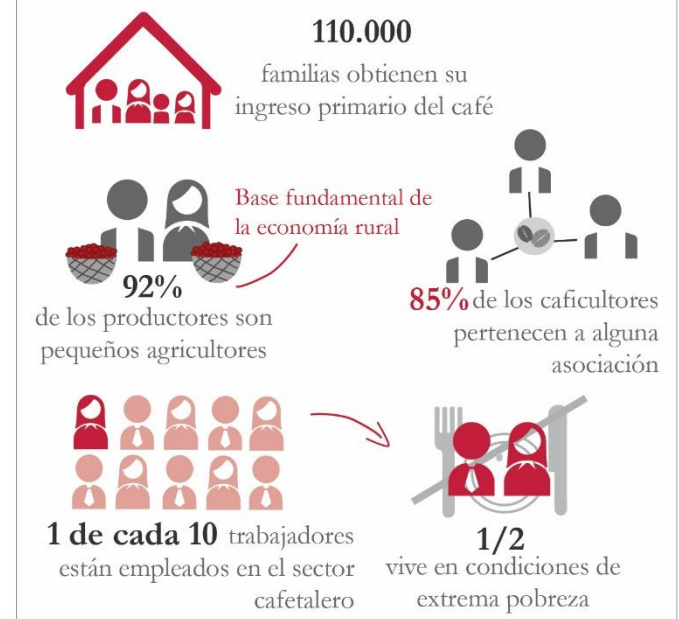 110.000
familias obtienen su
ingreso primario del café
Base fundamental de
la economía rural
92%
de los productores son
pequeños agricultores
85% de los caficultores
pertenecen a alguna
asociación
1 de cada 10 trabajadores
están empleados en el sector
cafetalero
1/2
vive en condiciones de
extrema pobreza